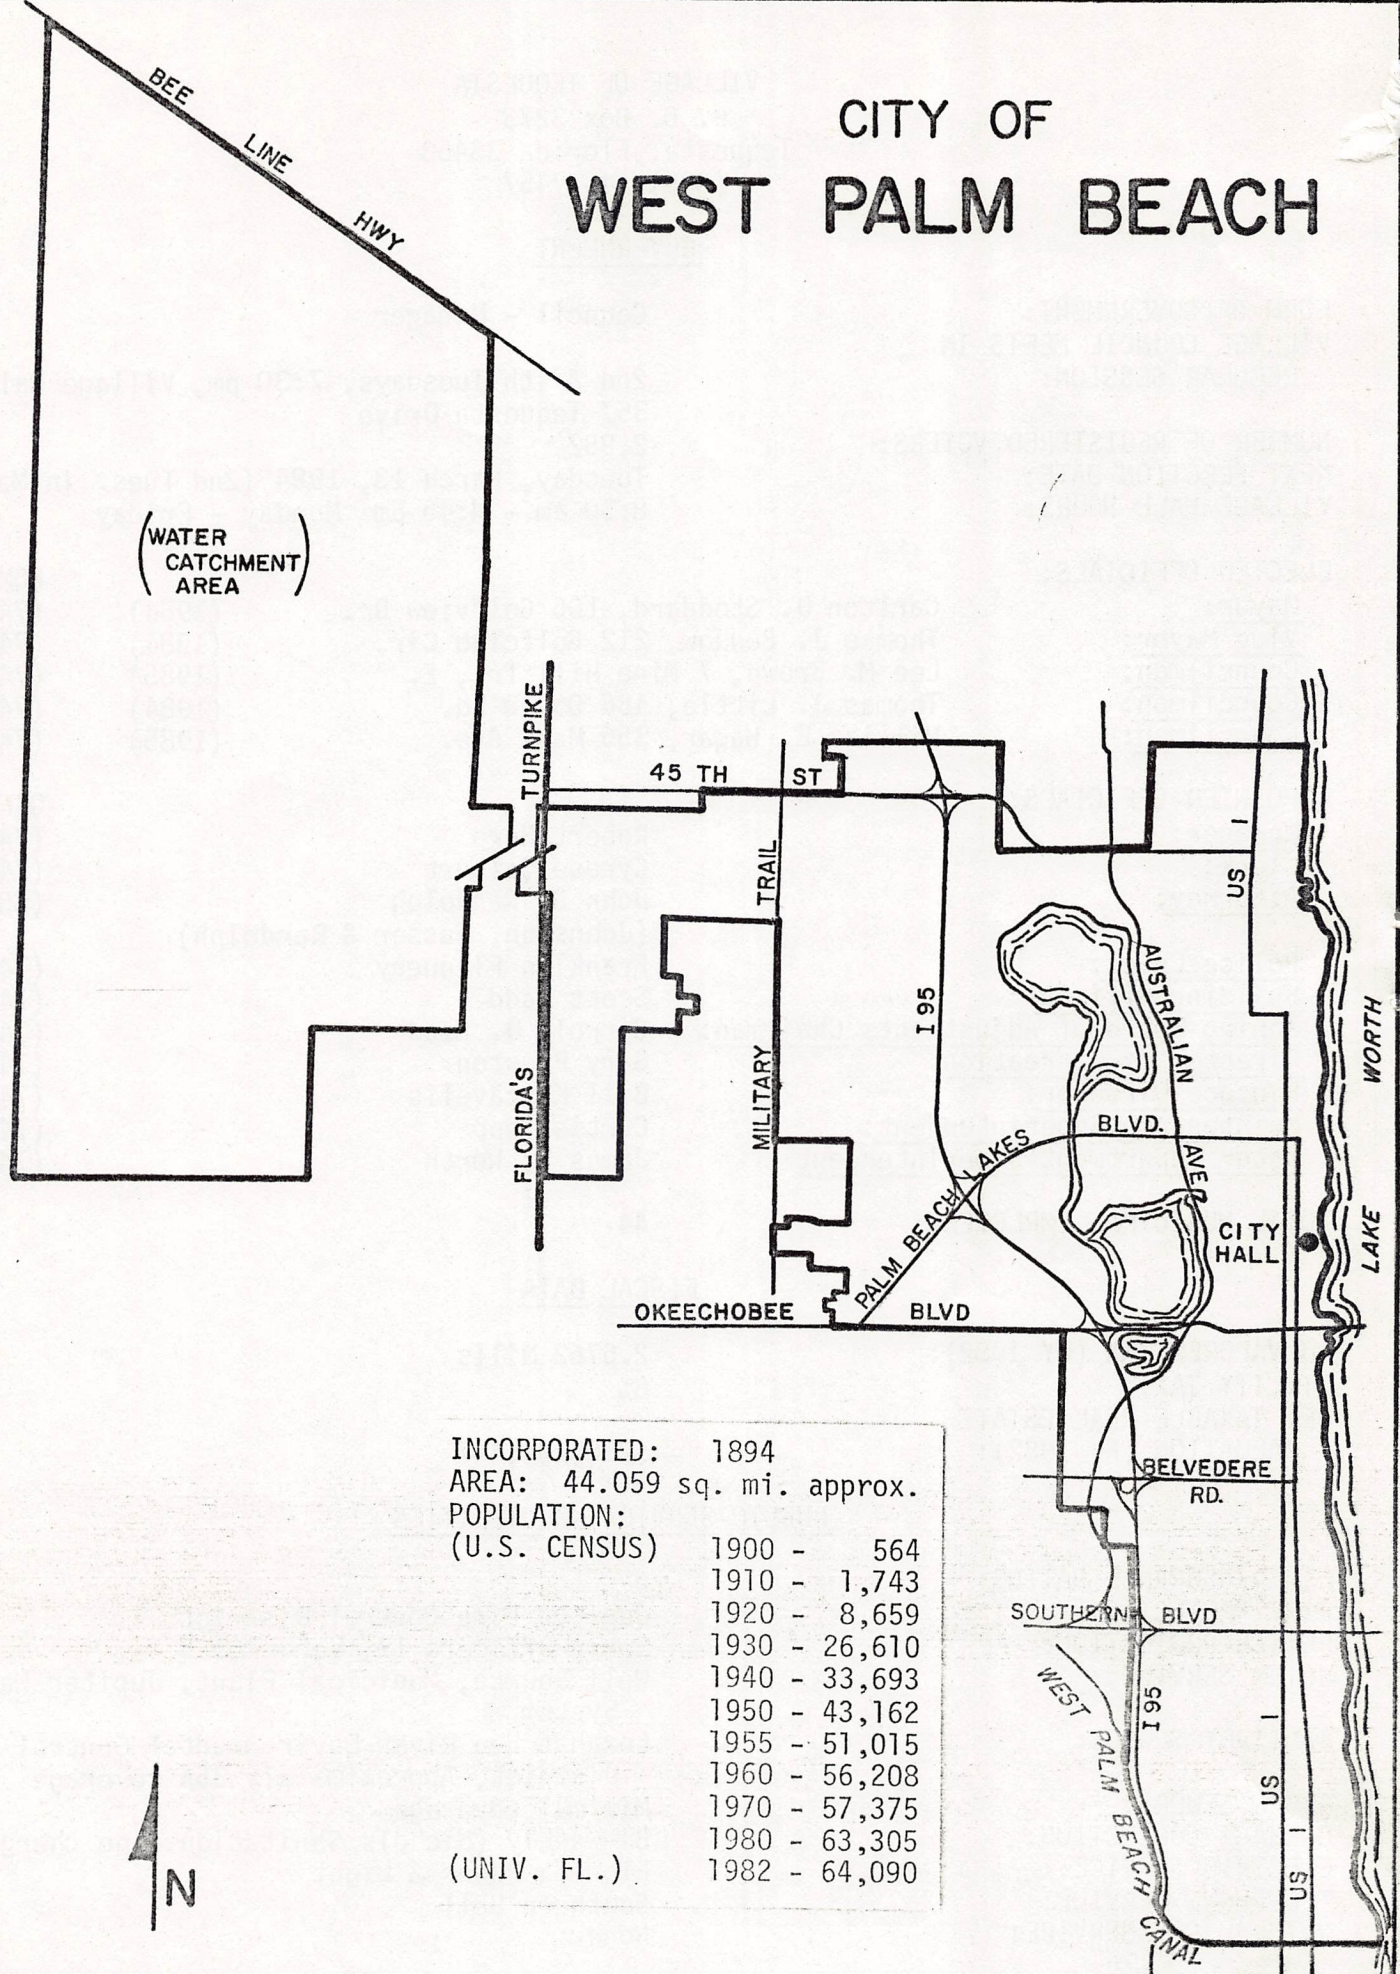 CITY OF
WEST PALM BEACH
BEE LINE HWY
(WATER
CATCHMENT
AREA)
FLORIDA'S TURNPIKE
45 TH ST
MILITARY TRAIL
I 95
US 1
AUSTRALIAN AVE
LAKE WORTH
PALM BEACH LAKES BLVD.
CITY
HALL
OKEECHOBEE BLVD
BELVEDERE
RD.
SOUTHERN BLVD
I 95
WEST PALM BEACH CANAL
US 1
US 1
INCORPORATED: 1894
AREA: 44.059 sq. mi. approx.
POPULATION:
(U.S. CENSUS) 1900 - 564
1910 - 1,743
1920 - 8,659
1930 - 26,610
1940 - 33,693
1950 - 43,162
1955 - 51,015
1960 - 56,208
1970 - 57,375
1980 - 63,305
(UNIV. FL.) 1982 - 64,090
N